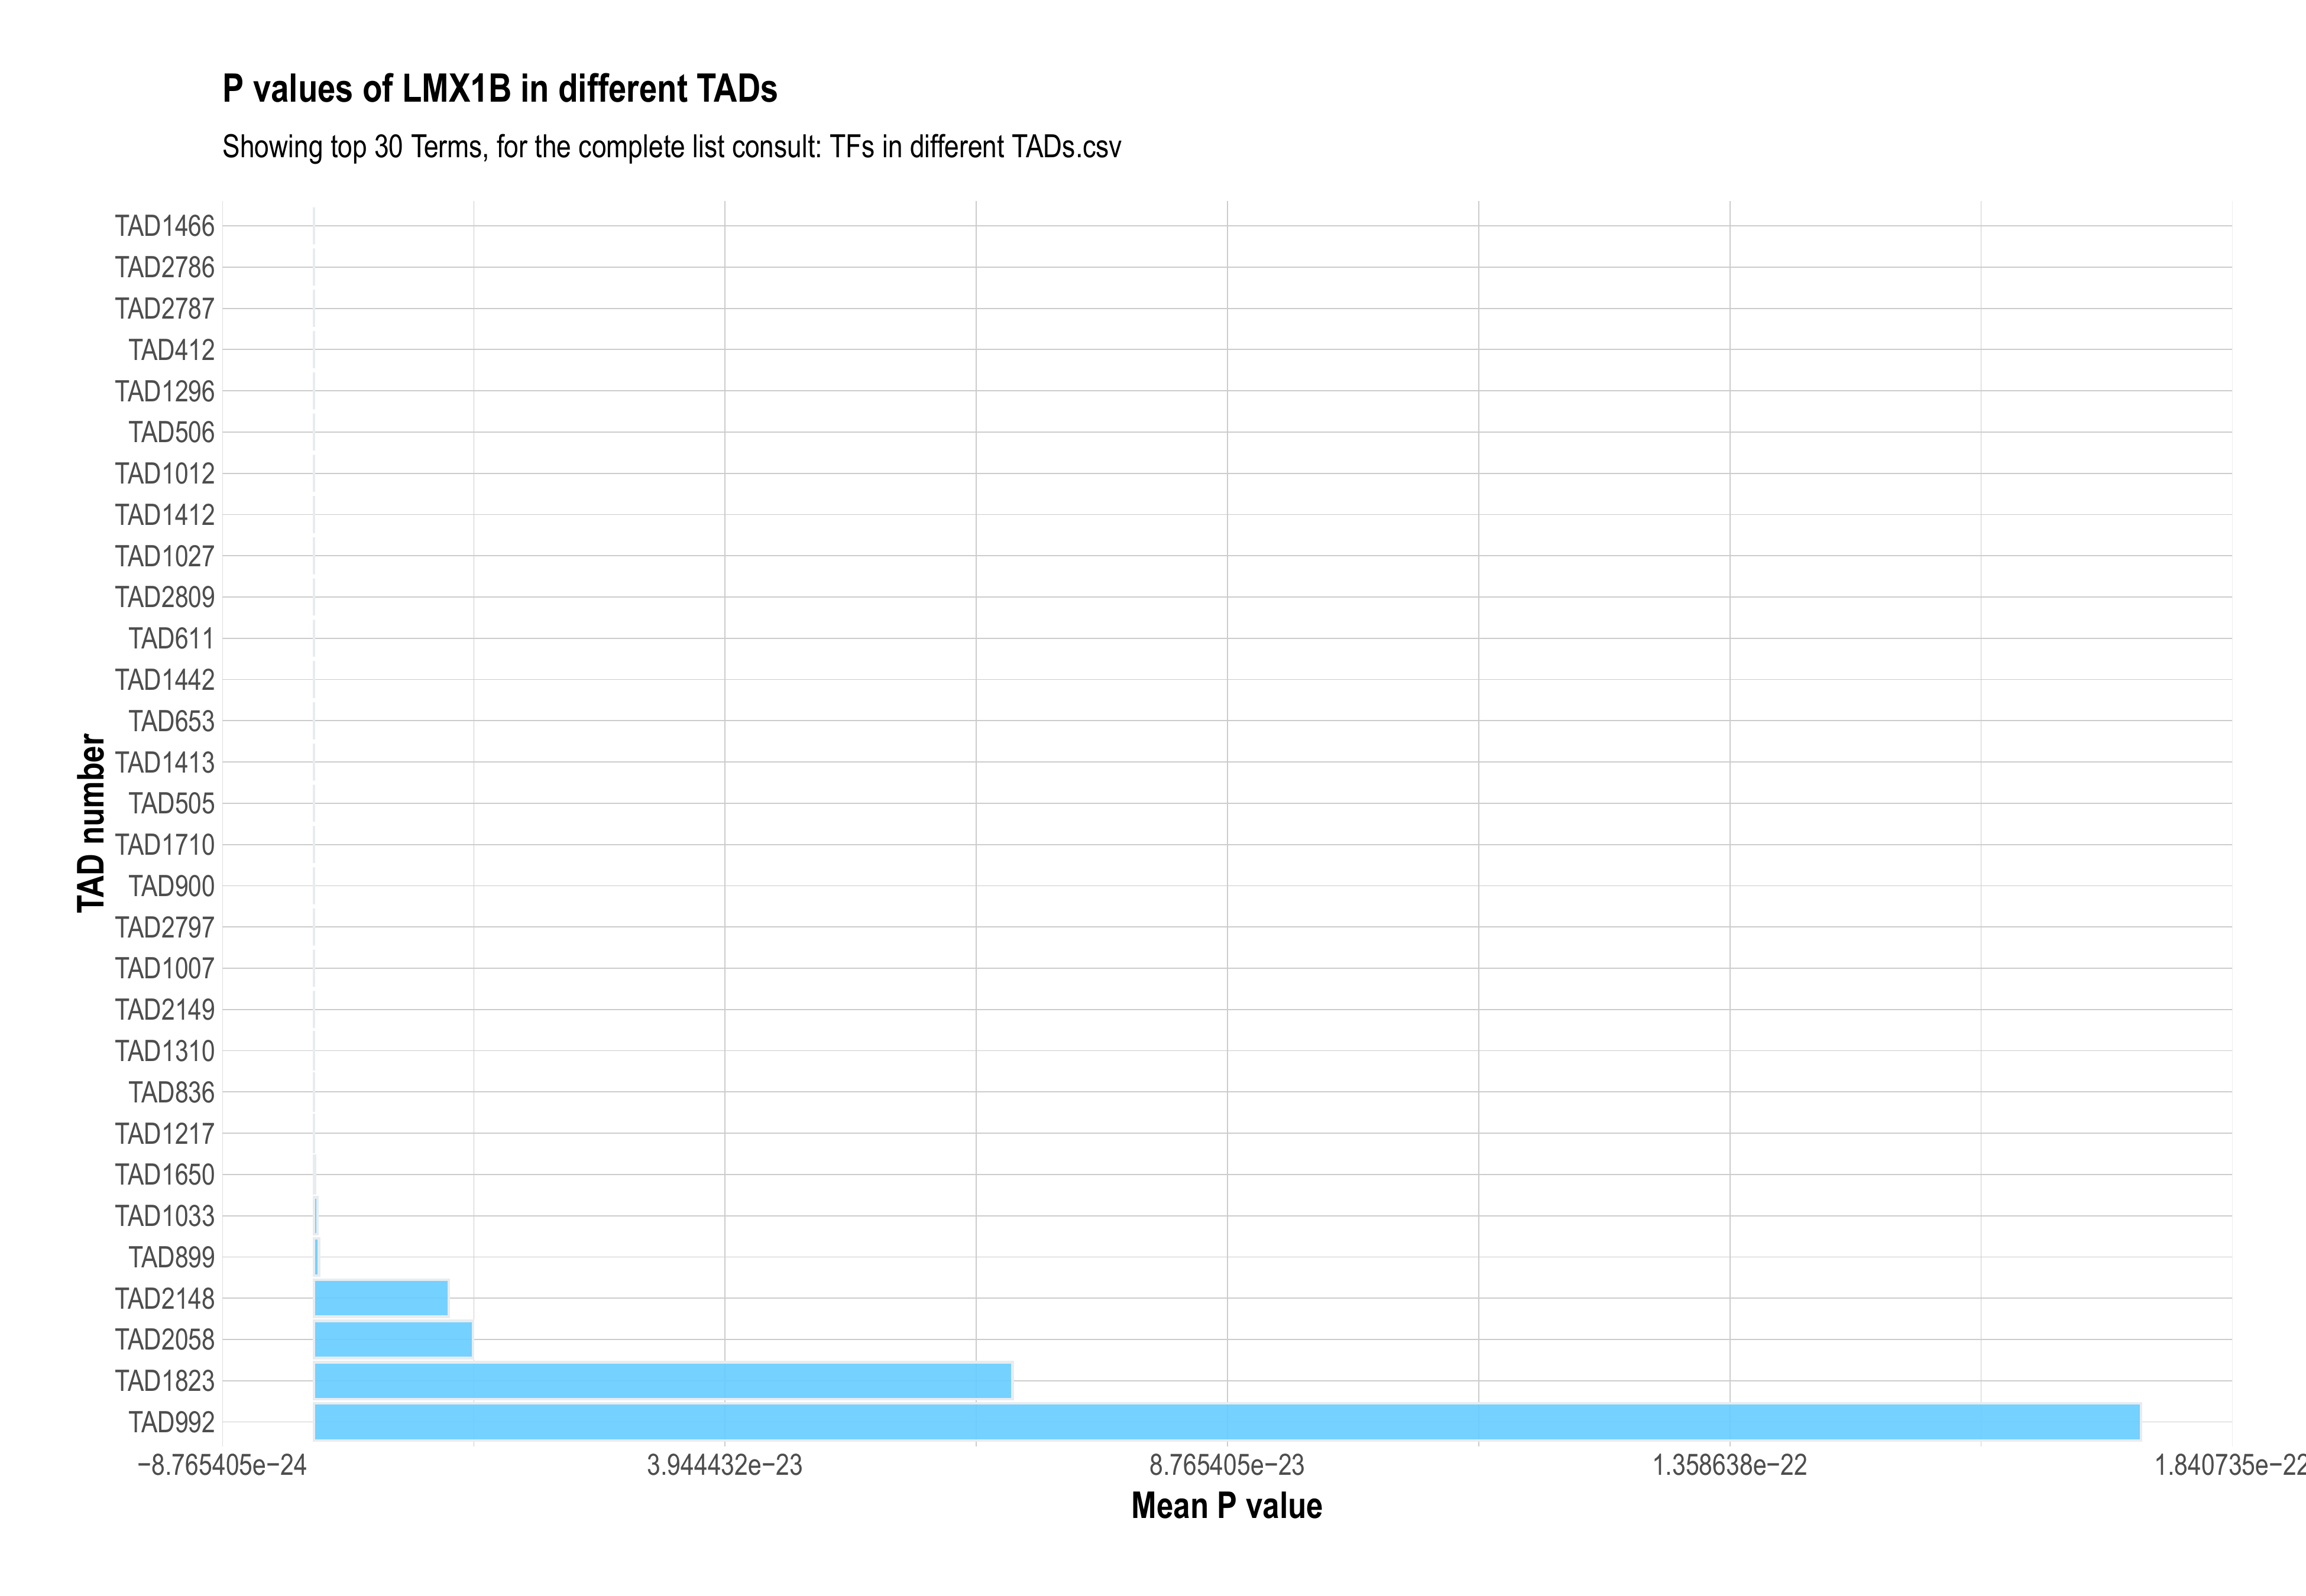 P values of LMX1B in different TADs
Showing top 30 Terms, for the complete list consult: TFs in different TADs.csv
TAD number
TAD1466
TAD2786
TAD2787
TAD412
TAD1296
TAD506
TAD1012
TAD1412
TAD1027
TAD2809
TAD611
TAD1442
TAD653
TAD1413
TAD505
TAD1710
TAD900
TAD2797
TAD1007
TAD2149
TAD1310
TAD836
TAD1217
TAD1650
TAD1033
TAD899
TAD2148
TAD2058
TAD1823
TAD992
−8.765405e−24 3.944432e−23 8.765405e−23 1.358638e−22 1.840735e−22
Mean P value